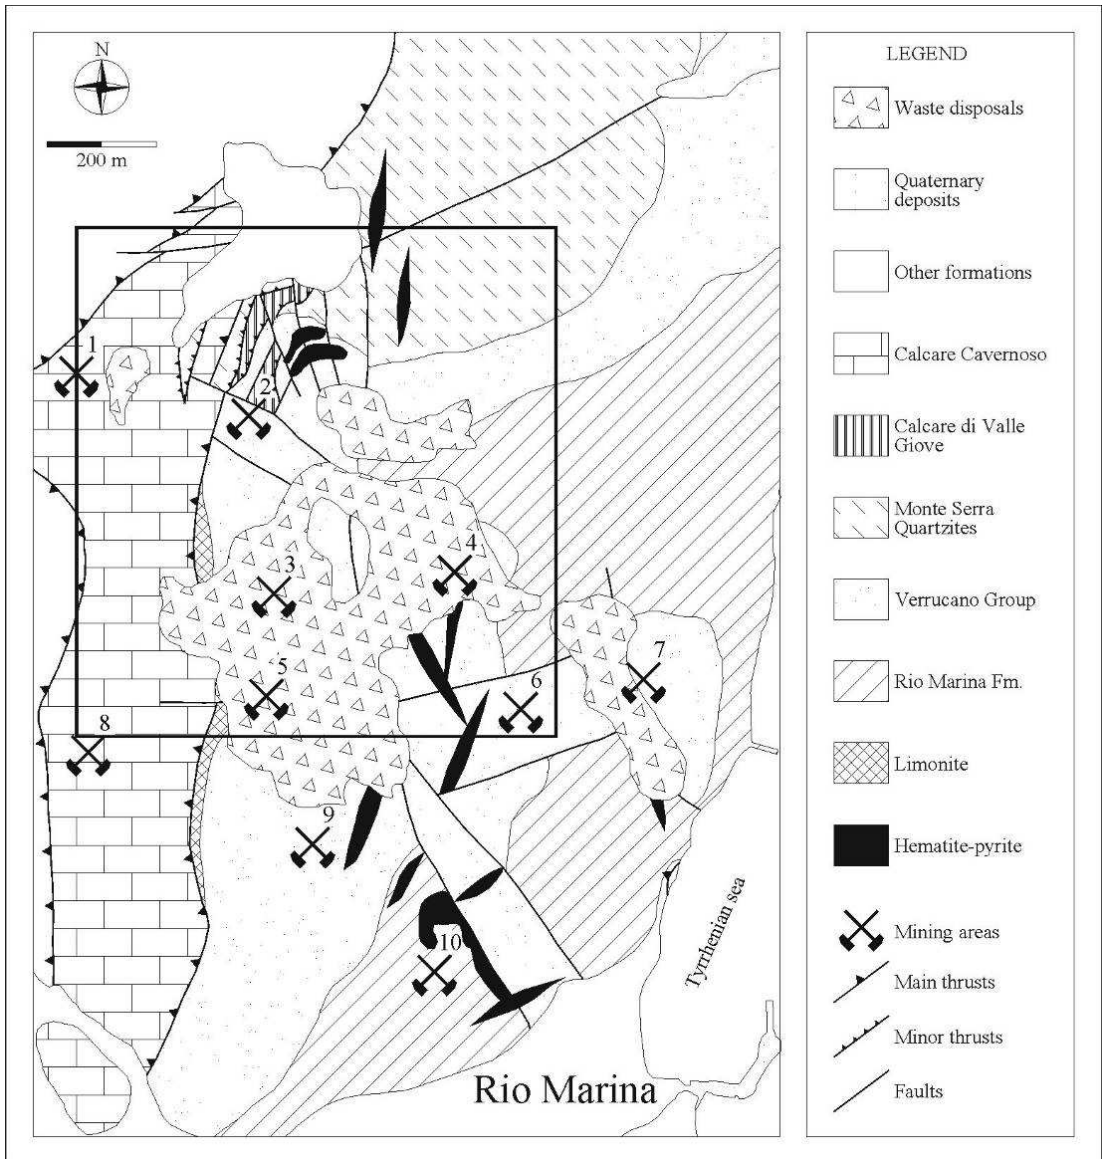 N
200 m
1
2
3
4
5
6
7
8
9
10
Tyrrhenian sea
Rio Marina
LEGEND
Waste disposals
Quaternary
deposits
Other formations
Calcare Cavernoso
Calcare di Valle
Giove
Monte Serra
Quartzites
Verrucano Group
Rio Marina Fm.
Limonite
Hematite-pyrite
Mining areas
Main thrusts
Minor thrusts
Faults